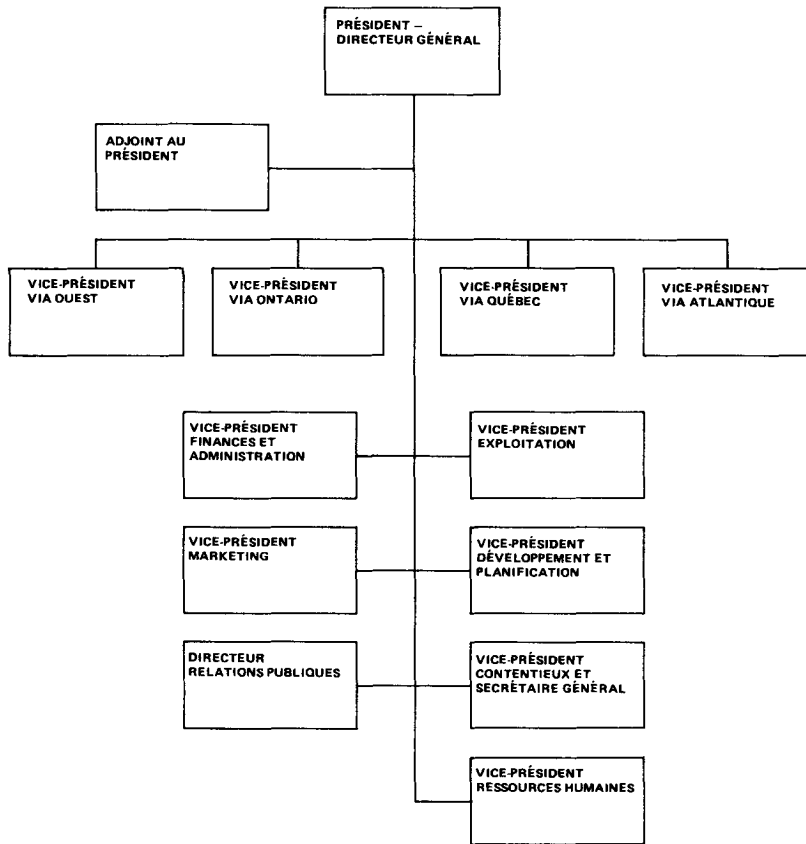 PRÉSIDENT –
DIRECTEUR GÉNÉRAL
ADJOINT AU
PRÉSIDENT
VICE-PRÉSIDENT
VIA OUEST
VICE-PRÉSIDENT
VIA ONTARIO
VICE-PRÉSIDENT
VIA QUÉBEC
VICE-PRÉSIDENT
VIA ATLANTIQUE
VICE-PRÉSIDENT
FINANCES ET
ADMINISTRATION
VICE-PRÉSIDENT
EXPLOITATION
VICE-PRÉSIDENT
MARKETING
VICE-PRÉSIDENT
DÉVELOPPEMENT ET
PLANIFICATION
DIRECTEUR
RELATIONS PUBLIQUES
VICE-PRÉSIDENT
CONTENTIEUX ET
SECRÉTAIRE GÉNÉRAL
VICE-PRÉSIDENT
RESSOURCES HUMAINES